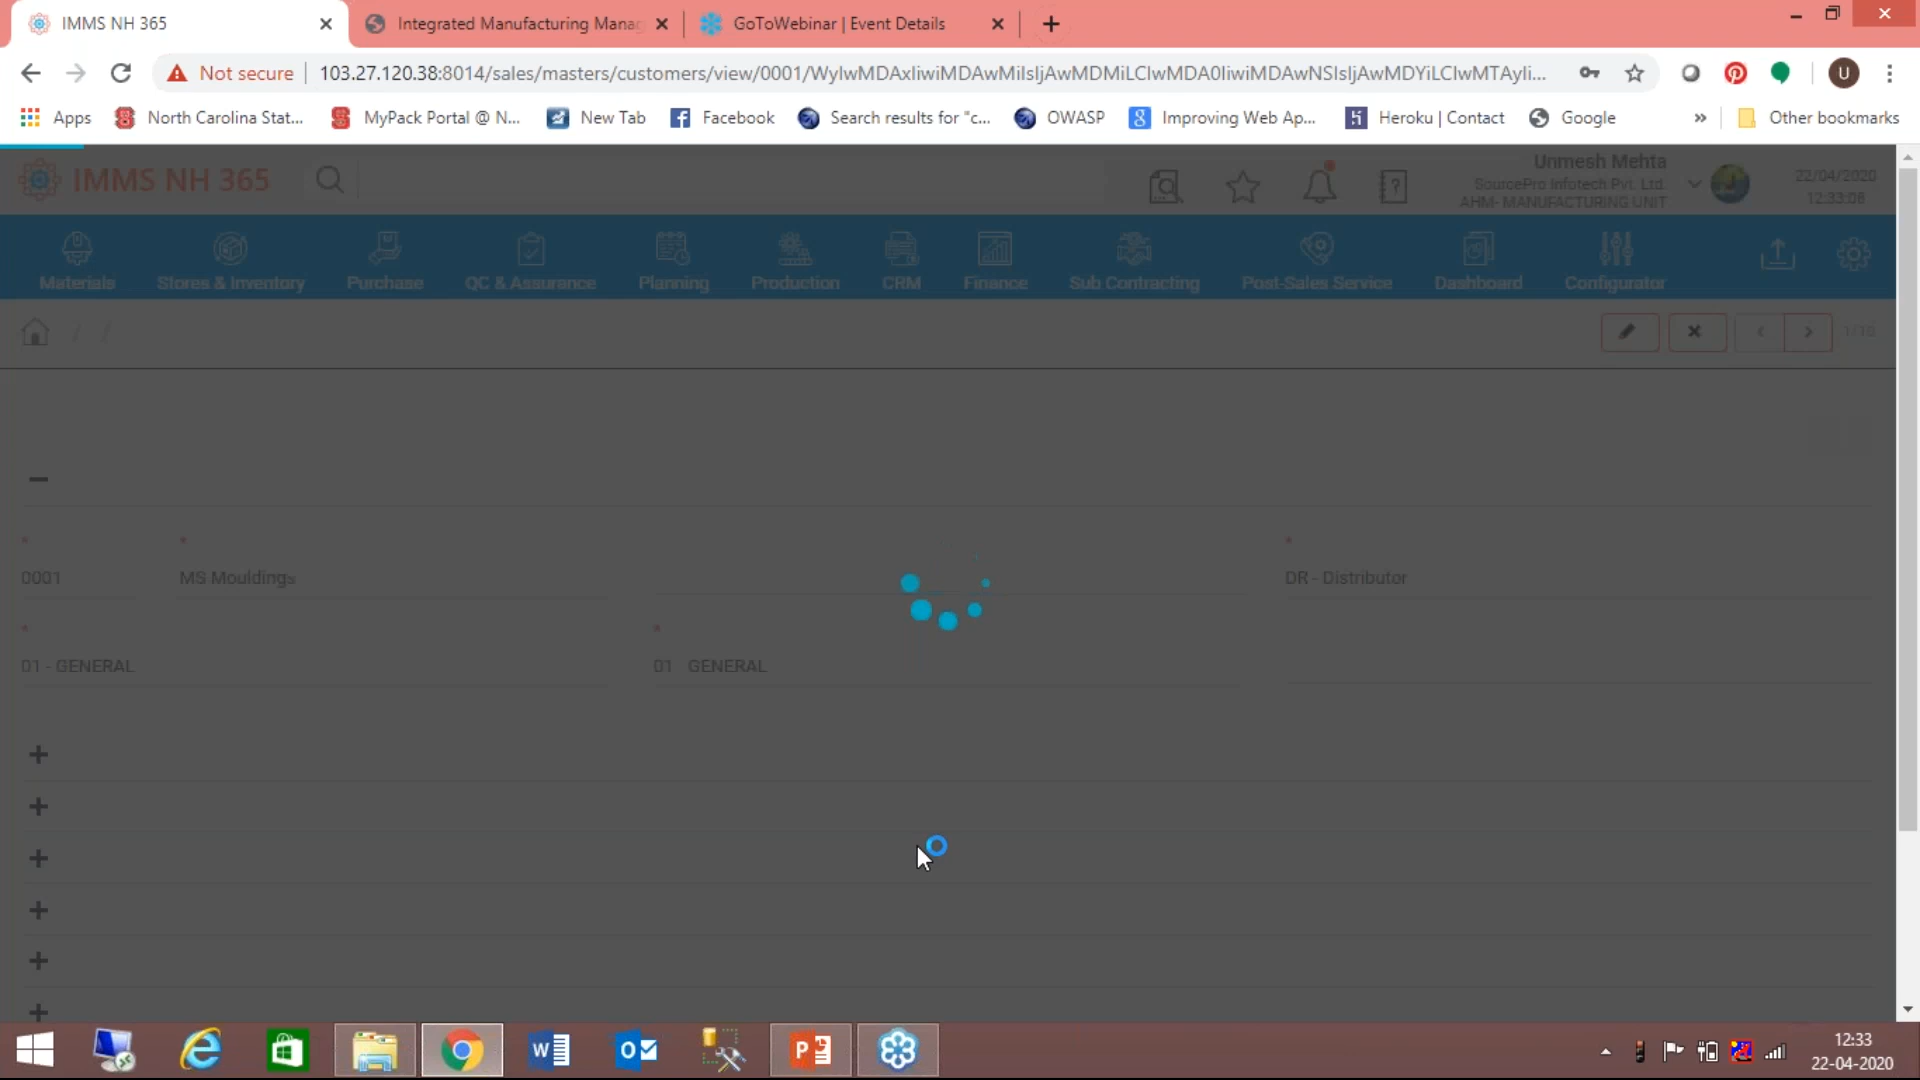 IMMS NH 365
Integrated Manufacturing Manag
GoToWebinar | Event Details
Not secure
103.27.120.38:8014/sales/masters/customers/view/0001/WylwMDAxIiwiMDAwMiIsIjAwMDMiLCIwMDA0IiwiMDAwNSIsIjAwMDYiLCIwMTAyIi...
Apps
North Carolina Stat...
MyPack Portal @ N...
New Tab
Facebook
Search results for "c...
OWASP
Improving Web Ap...
Heroku | Contact
Google
»
Other bookmarks
IMMS NH 365
Unmesh Mehta
SourcePro Infotech Pvt. Ltd.
AHM- MANUFACTURING UNIT
22/04/2020
12:33:08
Materials
Stores & Inventory
Purchase
QC & Assurance
Planning
Production
CRM
Finance
Sub Contracting
Post-Sales Service
Dashboard
Configurator
/ /
* * *
0001
MS Mouldings
DR - Distributor
* *
01 - GENERAL
01 GENERAL
12:33
22-04-2020